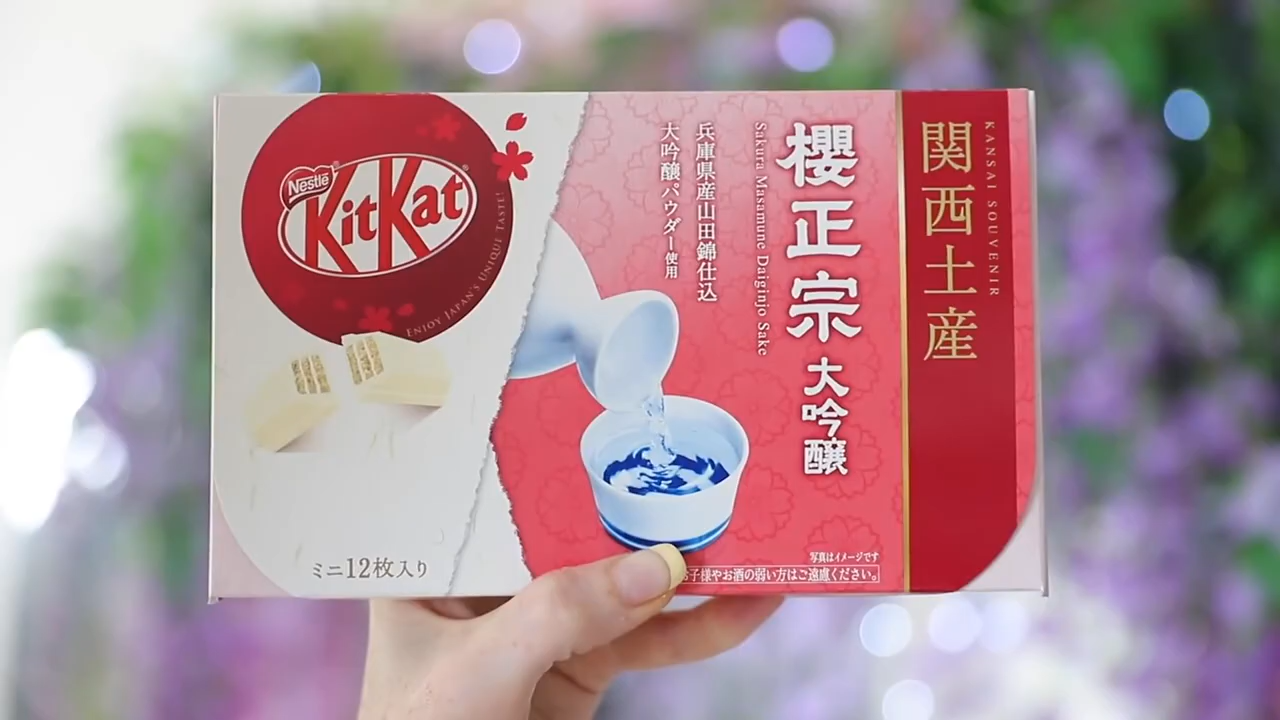 Nestlé
KitKat
ENJOY JAPAN'S UNIQUE TASTE!
ミニ12枚入り
関西土産
KANSAI SOUVENIR
櫻正宗 大吟醸
Sakura Masamune Daiginjo Sake
兵庫県産山田錦仕込
大吟醸パウダー使用
写真はイメージです
子様やお酒の弱い方はご遠慮ください。